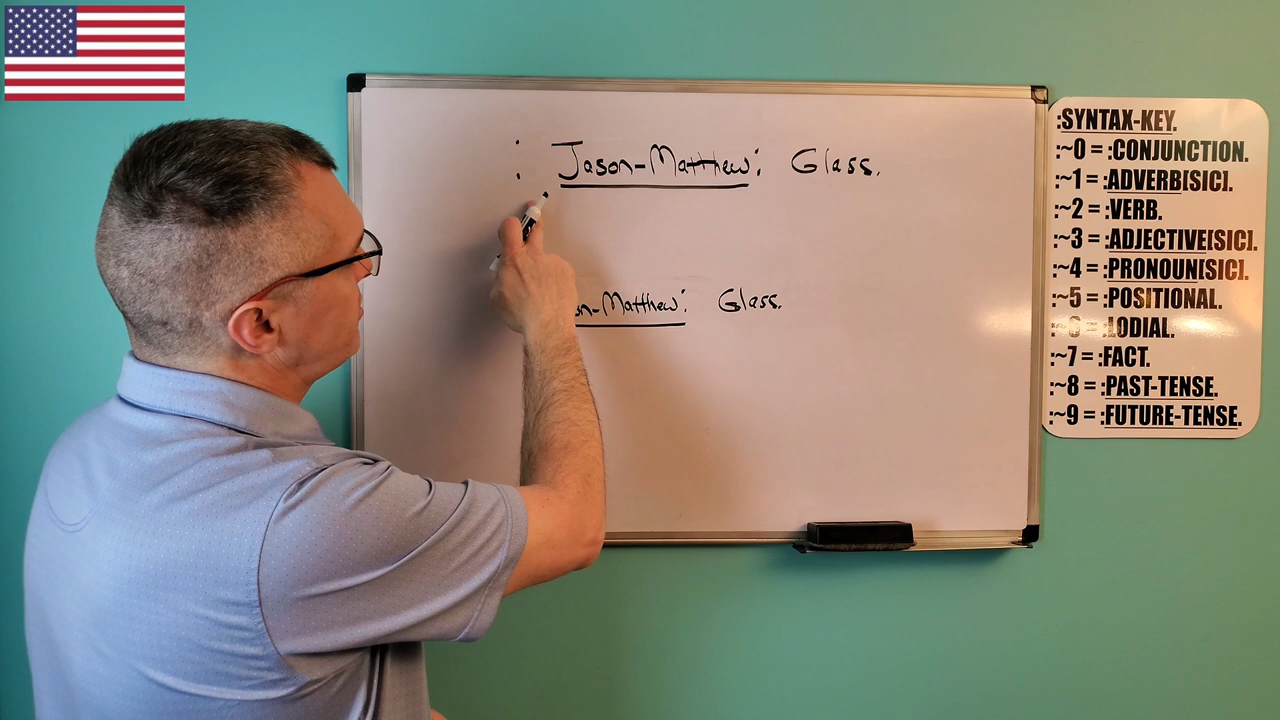 : Jason-Matthew: Glass.
n-Matthew: Glass.
:SYNTAX-KEY.
:~0 = :CONJUNCTION.
:~1 = :ADVERB[SIC].
:~2 = :VERB.
:~3 = :ADJECTIVE[SIC].
:~4 = :PRONOUN[SIC].
:~5 = :POSITIONAL.
:~6 = :LODIAL.
:~7 = :FACT.
:~8 = :PAST-TENSE.
:~9 = :FUTURE-TENSE.